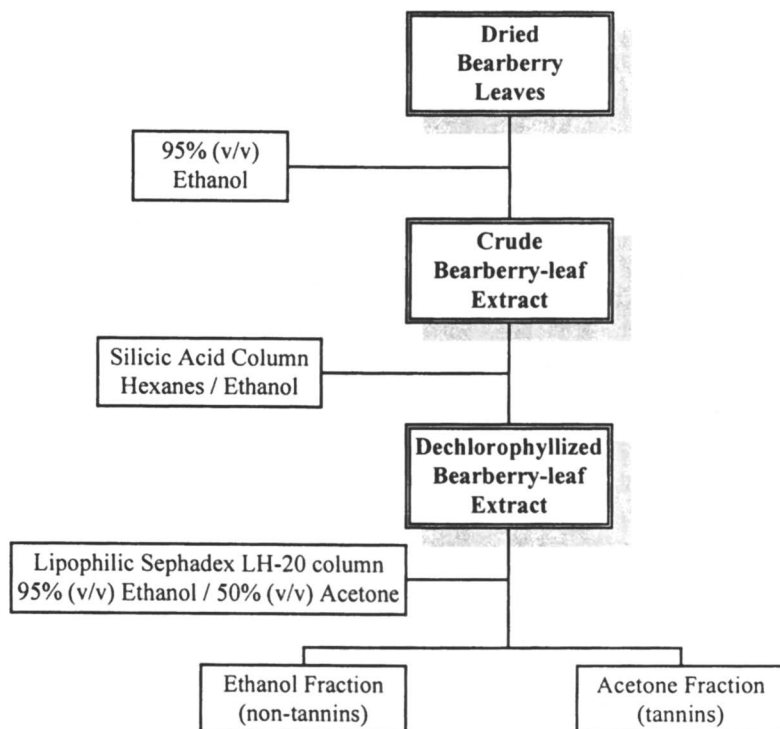 Dried
Bearberry
Leaves
95% (v/v)
Ethanol
Crude
Bearberry-leaf
Extract
Silicic Acid Column
Hexanes / Ethanol
Dechlorophyllized
Bearberry-leaf
Extract
Lipophilic Sephadex LH-20 column
95% (v/v) Ethanol / 50% (v/v) Acetone
Ethanol Fraction
(non-tannins)
Acetone Fraction
(tannins)